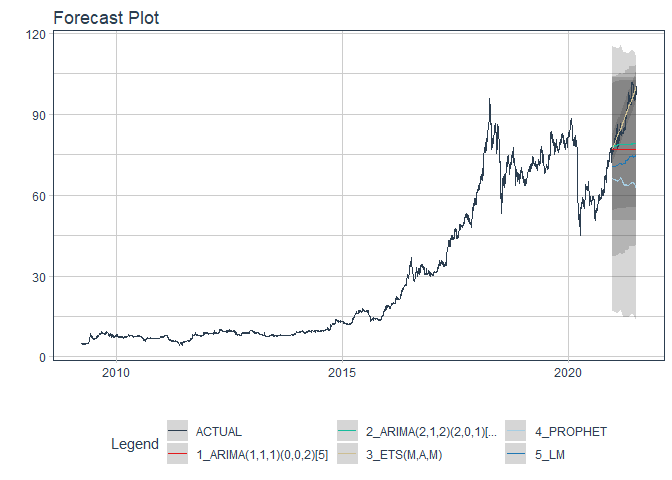 Forecast Plot
120
90
60
30
0
2010 2015 2020
Legend
ACTUAL 2_ARIMA(2,1,2)(2,0,1)[... 4_PROPHET
1_ARIMA(1,1,1)(0,0,2)[5] 3_ETS(M,A,M) 5_LM